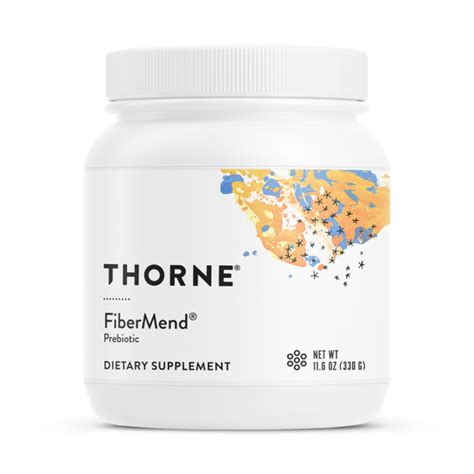 THORNE®
FiberMend®
Prebiotic
DIETARY SUPPLEMENT
NET WT
11.6 OZ (330 G)